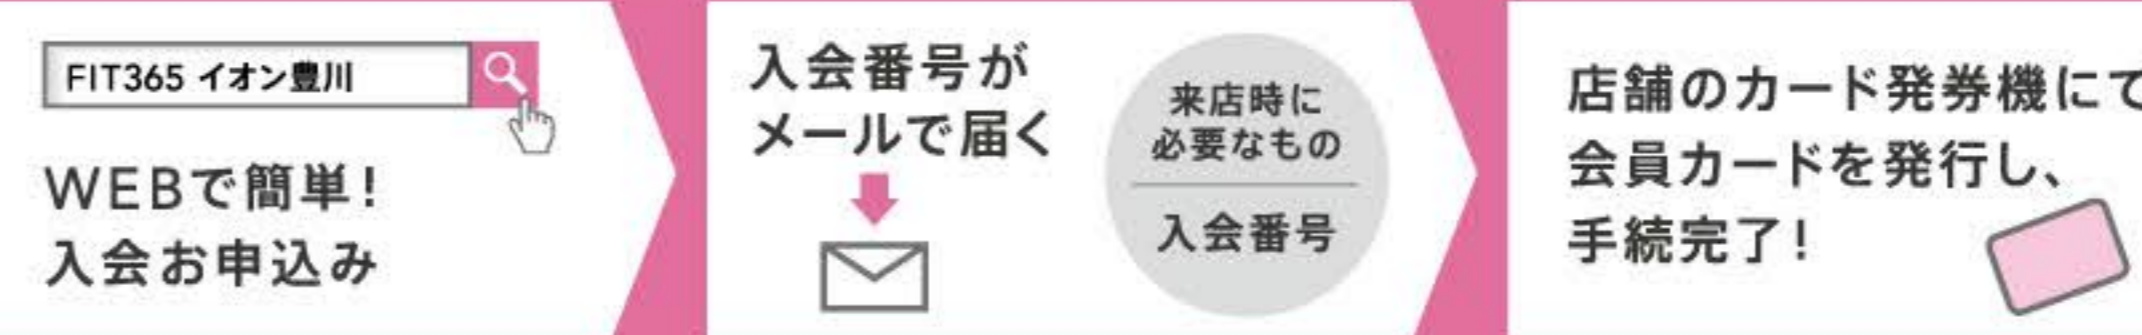 FIT365 イオン豊川
WEBで簡単！
入会お申込み
入会番号が
メールで届く
来店時に
必要なもの
入会番号
店舗のカード発券機にて
会員カードを発行し、
手続完了！